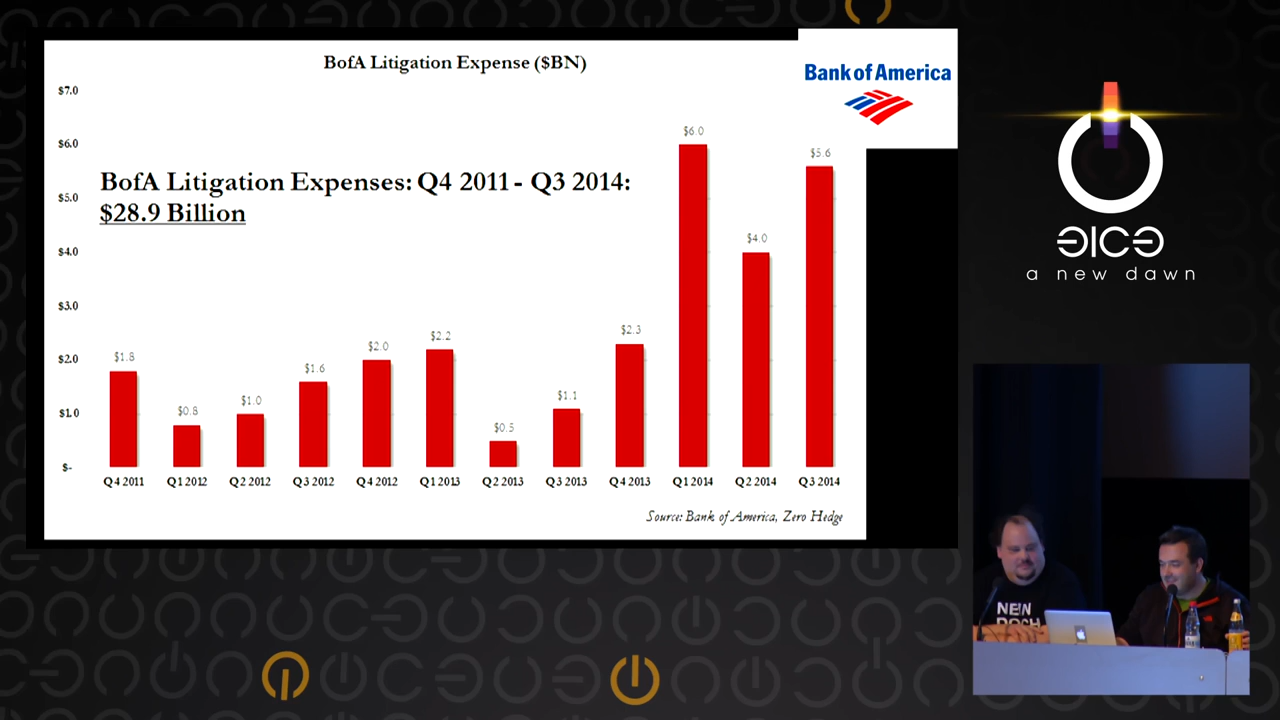 BofA Litigation Expense ($BN)
Bank of America
$7.0
$6.0
$5.0
$4.0
$3.0
$2.0
$1.0
$-
BofA Litigation Expenses: Q4 2011 - Q3 2014:
$28.9 Billion
$1.8
$0.8
$1.0
$1.6
$2.0
$2.2
$0.5
$1.1
$2.3
$6.0
$4.0
$5.6
Q4 2011 Q1 2012 Q2 2012 Q3 2012 Q4 2012 Q1 2013 Q2 2013 Q3 2013 Q4 2013 Q1 2014 Q2 2014 Q3 2014
Source: Bank of America, Zero Hedge
a new dawn